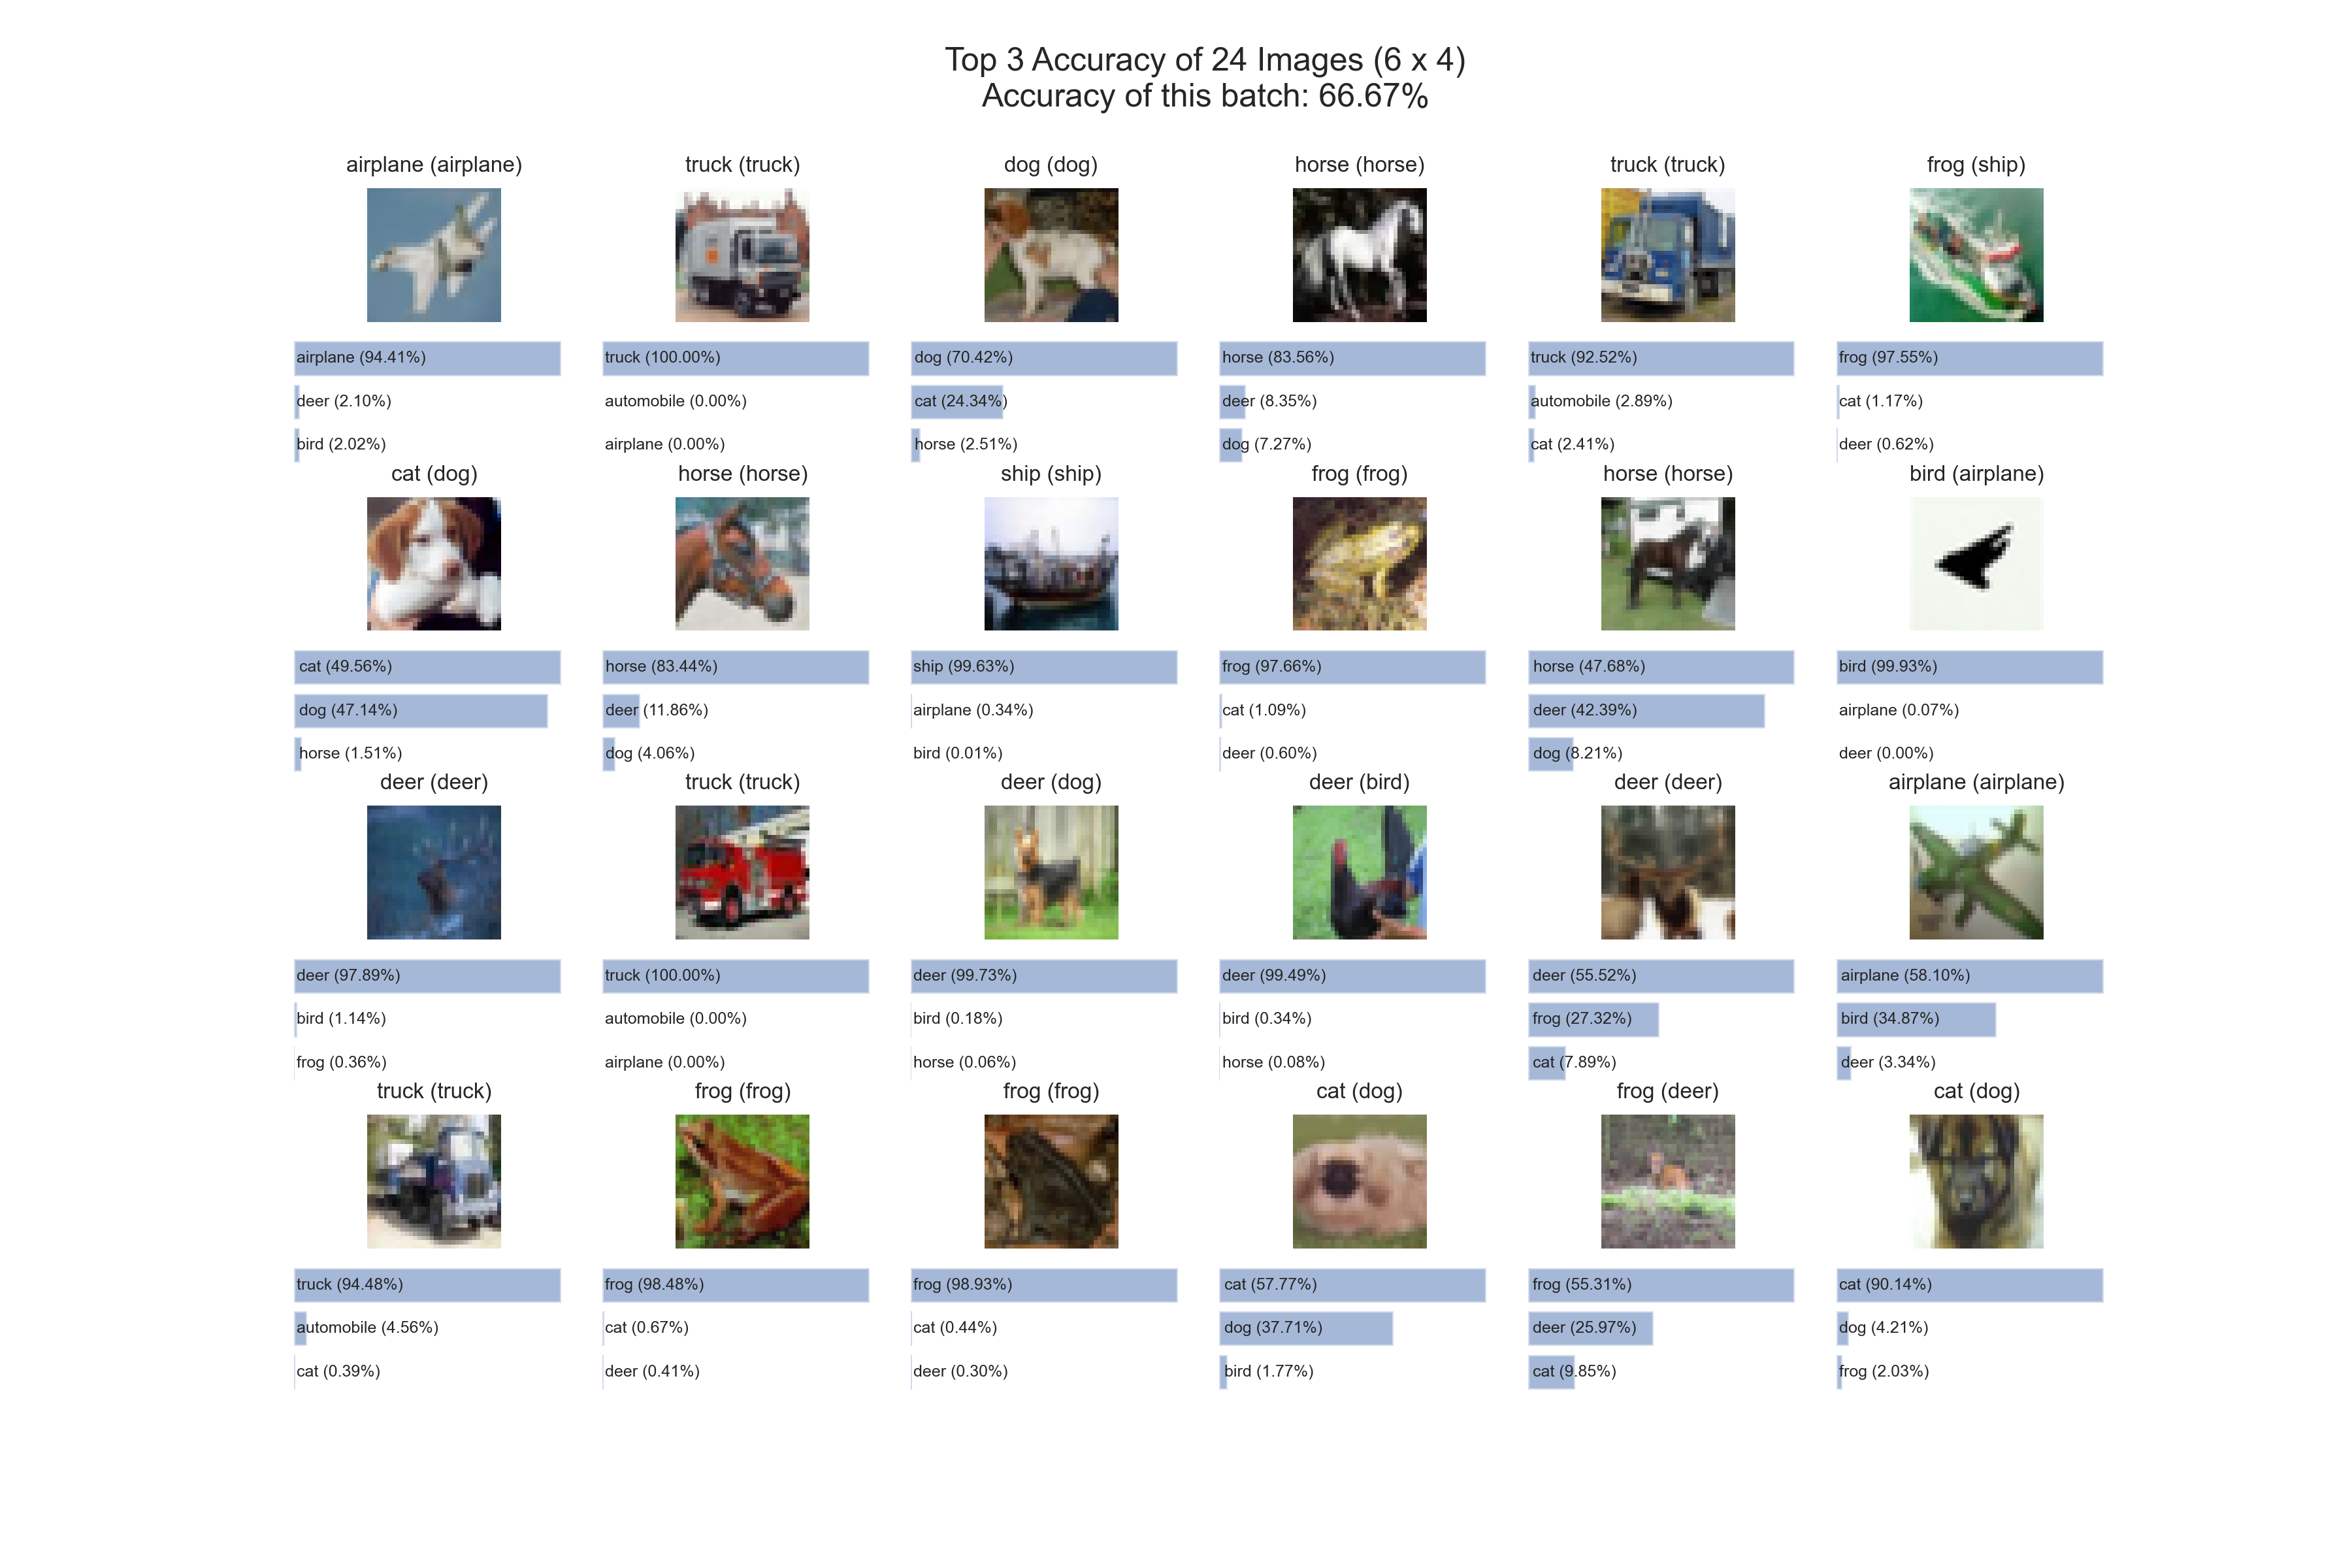 Top 3 Accuracy of 24 Images (6 x 4)
Accuracy of this batch: 66.67%
airplane (airplane)
truck (truck)
dog (dog)
horse (horse)
truck (truck)
frog (ship)
airplane (94.41%)
deer (2.10%)
bird (2.02%)
truck (100.00%)
automobile (0.00%)
airplane (0.00%)
dog (70.42%)
cat (24.34%)
horse (2.51%)
horse (83.56%)
deer (8.35%)
dog (7.27%)
truck (92.52%)
automobile (2.89%)
cat (2.41%)
frog (97.55%)
cat (1.17%)
deer (0.62%)
cat (dog)
horse (horse)
ship (ship)
frog (frog)
horse (horse)
bird (airplane)
cat (49.56%)
dog (47.14%)
horse (1.51%)
horse (83.44%)
deer (11.86%)
dog (4.06%)
ship (99.63%)
airplane (0.34%)
bird (0.01%)
frog (97.66%)
cat (1.09%)
deer (0.60%)
horse (47.68%)
deer (42.39%)
dog (8.21%)
bird (99.93%)
airplane (0.07%)
deer (0.00%)
deer (deer)
truck (truck)
deer (dog)
deer (bird)
deer (deer)
airplane (airplane)
deer (97.89%)
bird (1.14%)
frog (0.36%)
truck (100.00%)
automobile (0.00%)
airplane (0.00%)
deer (99.73%)
bird (0.18%)
horse (0.06%)
deer (99.49%)
bird (0.34%)
horse (0.08%)
deer (55.52%)
frog (27.32%)
cat (7.89%)
airplane (58.10%)
bird (34.87%)
deer (3.34%)
truck (truck)
frog (frog)
frog (frog)
cat (dog)
frog (deer)
cat (dog)
truck (94.48%)
automobile (4.56%)
cat (0.39%)
frog (98.48%)
cat (0.67%)
deer (0.41%)
frog (98.93%)
cat (0.44%)
deer (0.30%)
cat (57.77%)
dog (37.71%)
bird (1.77%)
frog (55.31%)
deer (25.97%)
cat (9.85%)
cat (90.14%)
dog (4.21%)
frog (2.03%)